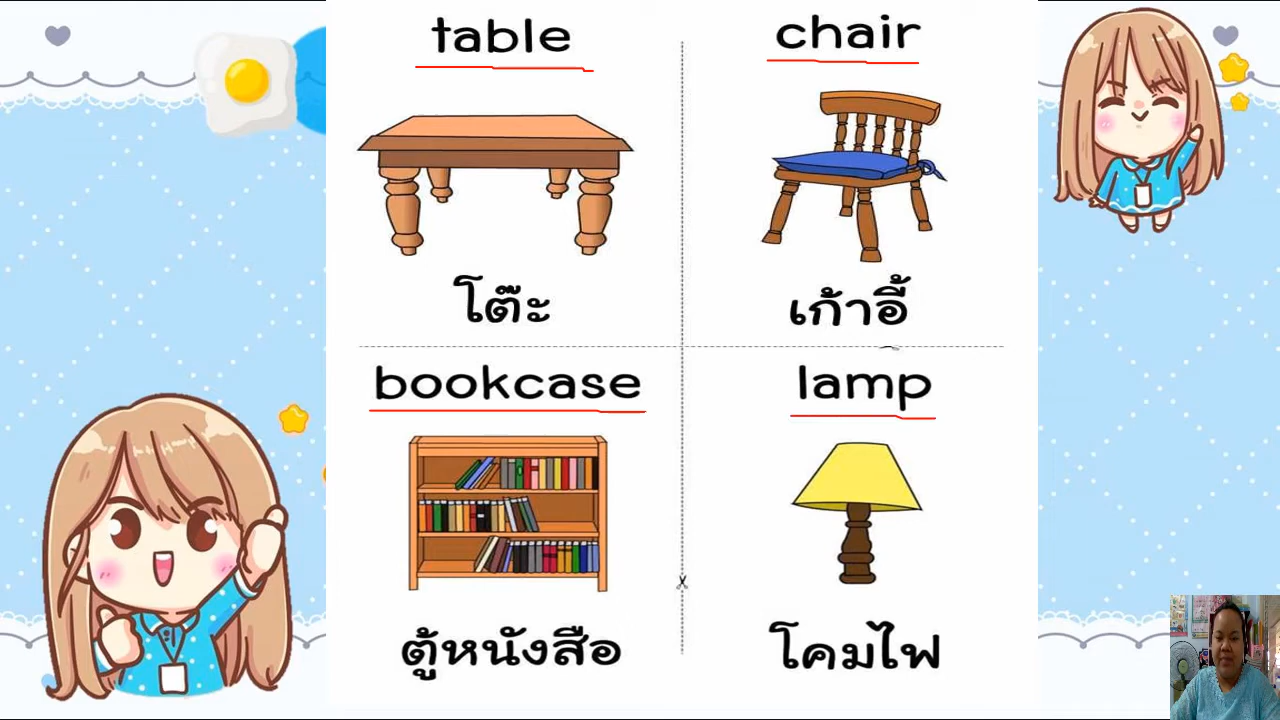 table
chair
โต๊ะ
เก้าอี้
bookcase
lamp
ตู้หนังสือ
โคมไฟ